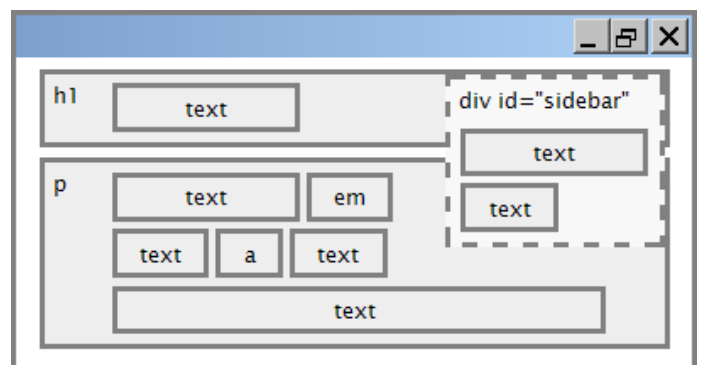 h1 text
div id="sidebar"
text
text
p text em
text a text
text